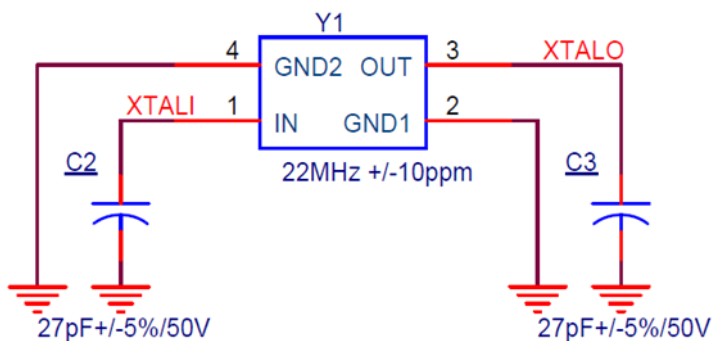 Y1
4
GND2 OUT
3
XTALO
XTALI
1
IN
GND1
2
C2
22MHz +/-10ppm
C3
27pF+/-5%/50V
27pF+/-5%/50V